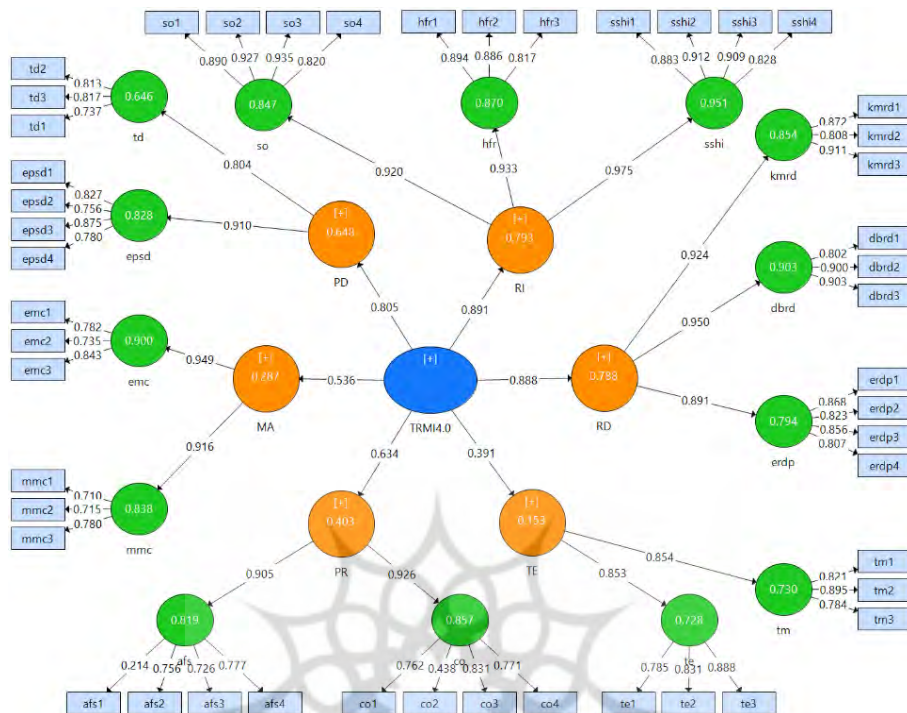 so1 so2 so3 so4 hfr1 hfr2 hfr3 sshi1 sshi2 sshi3 sshi4
0.890 0.927 0.935 0.820 0.894 0.886 0.817 0.883 0.912 0.909 0.828
td2 0.813
td3 0.817
td1 0.737
0.646
td
0.847
so
0.870
hfr
0.951
sshi
0.854
kmrd
0.872 kmrd1
0.808 kmrd2
0.911 kmrd3
0.804
0.920
0.933
0.975
0.924
epsd1 0.827
epsd2 0.756
epsd3 0.875
epsd4 0.780
0.828
epsd
0.910
[+]
0.648
PD
[+]
0.793
RI
0.903
dbrd
0.802 dbrd1
0.900 dbrd2
0.903 dbrd3
0.805
0.891
0.950
emc1 0.782
emc2 0.735
emc3 0.843
0.900
emc
0.949
[+]
0.287
MA
0.536
[+]
TRMI4.0
0.888
[+]
0.788
RD
0.891
0.794
erdp
0.868 erdp1
0.823 erdp2
0.856 erdp3
0.807 erdp4
0.916
0.634
0.391
mmc1 0.710
mmc2 0.715
mmc3 0.780
0.838
mmc
[+]
0.403
PR
[+]
0.153
TE
0.854
0.905
0.926
0.853
0.730
tm
0.821 tm1
0.895 tm2
0.784 tm3
0.819
afs
0.857
co
0.728
te
0.214 0.756 0.726 0.777 0.762 0.438 0.831 0.771 0.785 0.831 0.888
afs1 afs2 afs3 afs4 co1 co2 co3 co4 te1 te2 te3